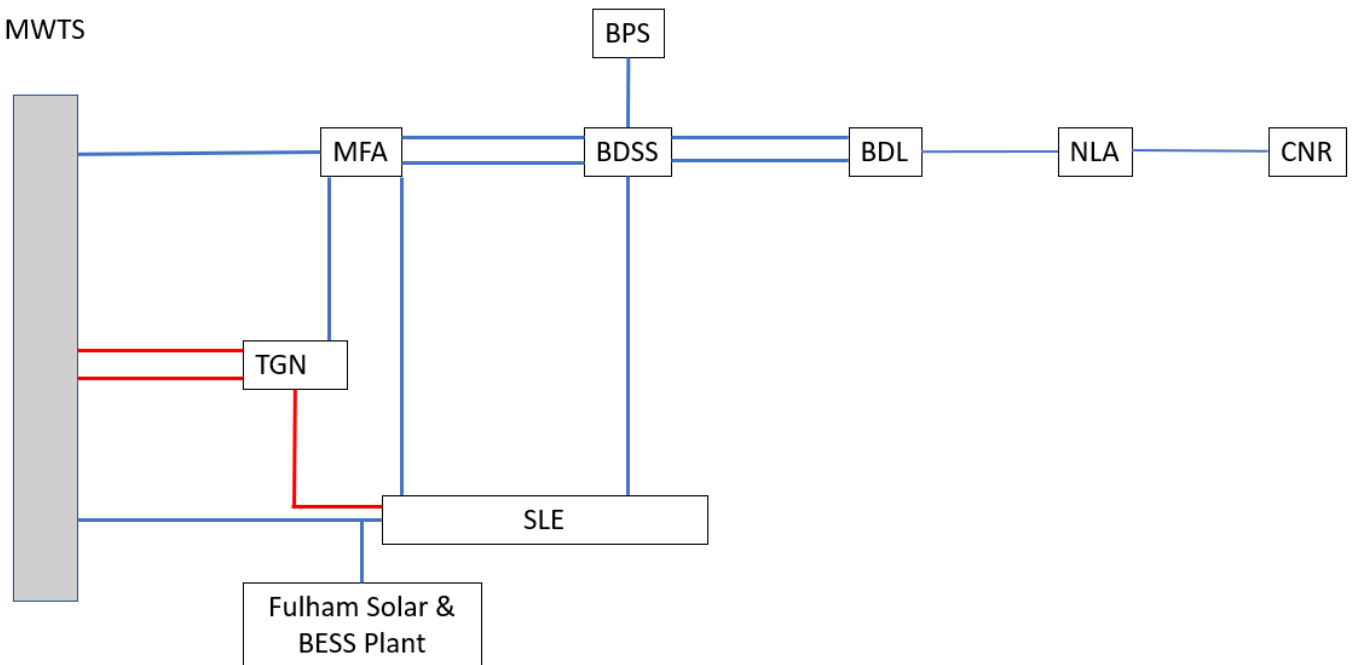 MWTS
BPS
MFA
BDSS
BDL
NLA
CNR
TGN
SLE
Fulham Solar &
BESS Plant